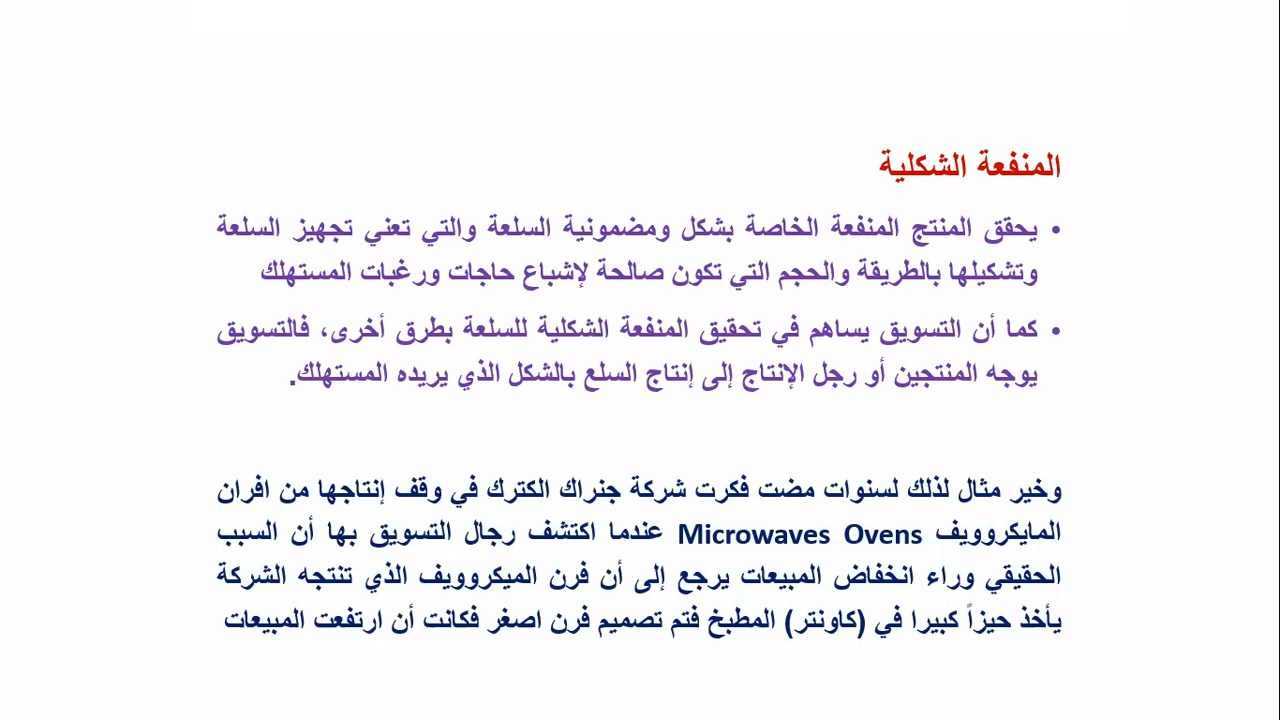 المنفعة الشكلية
• يحقق المنتج المنفعة الخاصة بشكل ومضمونية السلعة والتي تعني تجهيز السلعة
وتشكيلها بالطريقة والحجم التي تكون صالحة لإشباع حاجات ورغبات المستهلك
• كما أن التسويق يساهم في تحقيق المنفعة الشكلية للسلعة بطرق أخرى، فالتسويق
يوجه المنتجين أو رجل الإنتاج إلى إنتاج السلع بالشكل الذي يريده المستهلك.
وخير مثال لذلك لسنوات مضت فكرت شركة جنراك الكترك في وقف إنتاجها من افران
المايكروويف Microwaves Ovens عندما اكتشف رجال التسويق بها أن السبب
الحقيقي وراء انخفاض المبيعات يرجع إلى أن فرن الميكروويف الذي تنتجه الشركة
يأخذ حيزاً كبيرا في (كاونتر) المطبخ فتم تصميم فرن اصغر فكانت أن ارتفعت المبيعات